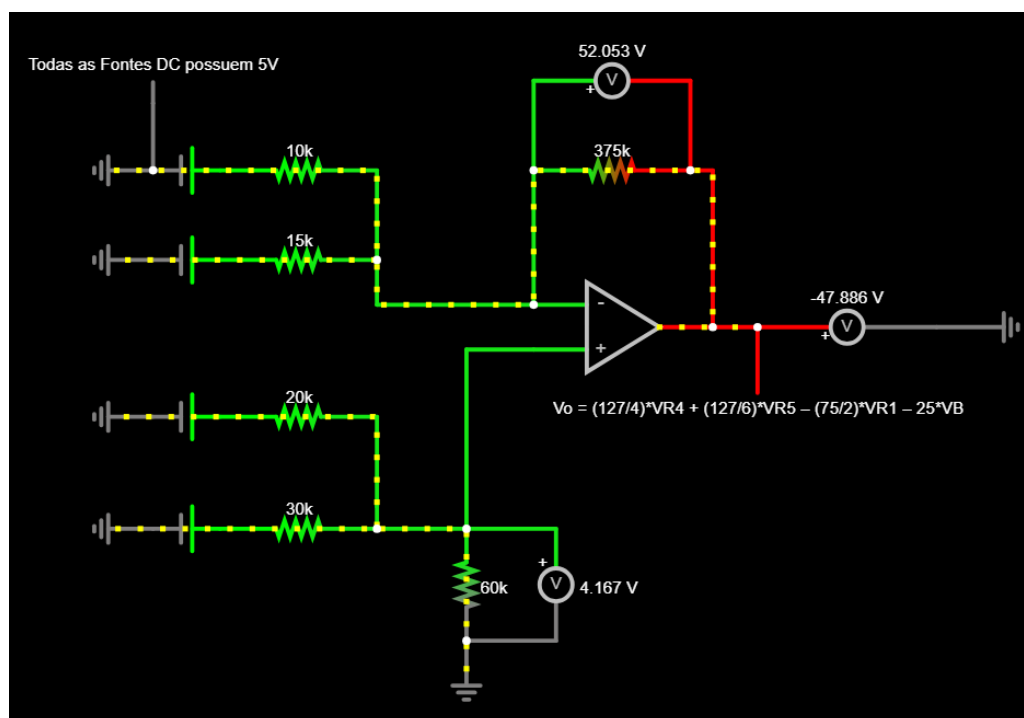 52.053 V
Todas as Fontes DC possuem 5V
V
+
10k
375k
15k
-
-47.886 V
V
+
+
20k
Vo = (127/4)*VR4 + (127/6)*VR5 – (75/2)*VR1 – 25*VB
30k
+
V
60k
4.167 V